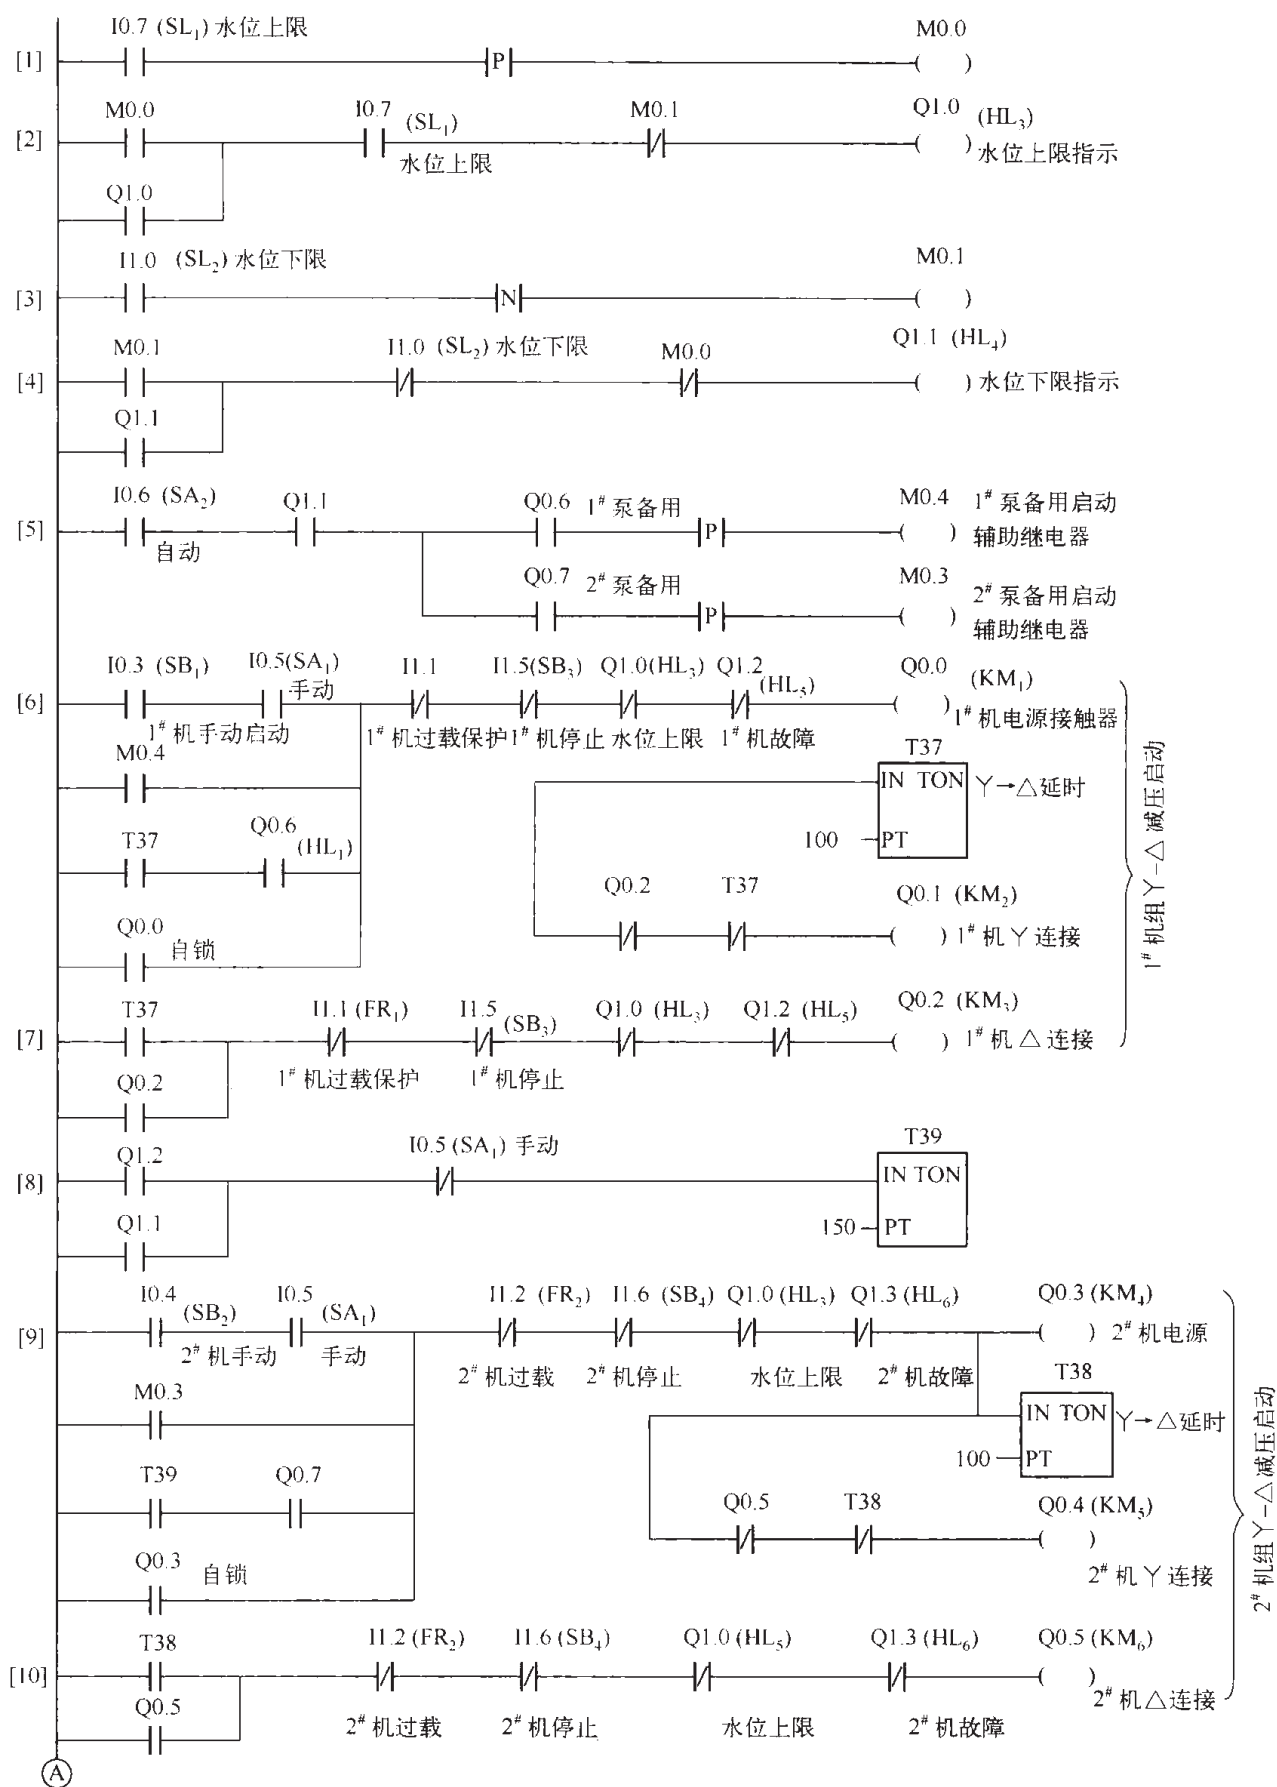 I0.7 (SL₁) 水位上限 M0.0
[1] P ( )
M0.0 I0.7 (SL₁) 水位上限 M0.1 Q1.0 (HL₃)
[2] ( ) 水位上限指示
Q1.0
I1.0 (SL₂) 水位下限 M0.1
[3] N ( )
M0.1 I1.0 (SL₂) 水位下限 M0.0 Q1.1 (HL₄)
[4] ( ) 水位下限指示
Q1.1
I0.6 (SA₂) Q1.1 Q0.6 1# 泵备用 M0.4 1# 泵备用启动
[5] 自动 P ( ) 辅助继电器
Q0.7 2# 泵备用 M0.3 2# 泵备用启动
P ( ) 辅助继电器
I0.3 (SB₁) I0.5(SA₁) I1.1 I1.5(SB₃) Q1.0(HL₃) Q1.2 Q0.0
[6] 手动 (HL₅) ( ) (KM₁)
1# 机手动启动 1# 机过载保护 1# 机停止 水位上限 1# 机故障 1# 机电源接触器
M0.4 T37
IN TON Y→△延时
T37 Q0.6 (HL₁) 100 PT
Q0.2 T37 Q0.1 (KM₂)
Q0.0 自锁 ( ) 1# 机Y连接
1# 机组Y-△减压启动
T37 I1.1 (FR₁) I1.5 (SB₃) Q1.0 (HL₃) Q1.2 (HL₅) Q0.2 (KM₃)
[7] ( ) 1# 机△连接
1# 机过载保护 1# 机停止
Q0.2
Q1.2 I0.5 (SA₁) 手动 T39
[8] IN TON
Q1.1 150 PT
I0.4 (SB₂) I0.5 (SA₁) I1.2 (FR₂) I1.6 (SB₄) Q1.0 (HL₃) Q1.3 (HL₆) Q0.3 (KM₄)
[9] ( ) 2# 机电源
2# 机手动 手动 2# 机过载 2# 机停止 水位上限 2# 机故障
M0.3 T38
IN TON Y→△延时
100 PT
T39 Q0.7 Q0.5 T38 Q0.4 (KM₅)
( )
Q0.3 自锁 2# 机Y连接
2# 机组Y-△减压启动
T38 I1.2 (FR₂) I1.6 (SB₄) Q1.0 (HL₅) Q1.3 (HL₆) Q0.5 (KM₆)
[10] ( ) 2# 机△连接
Q0.5 2# 机过载 2# 机停止 水位上限 2# 机故障
A